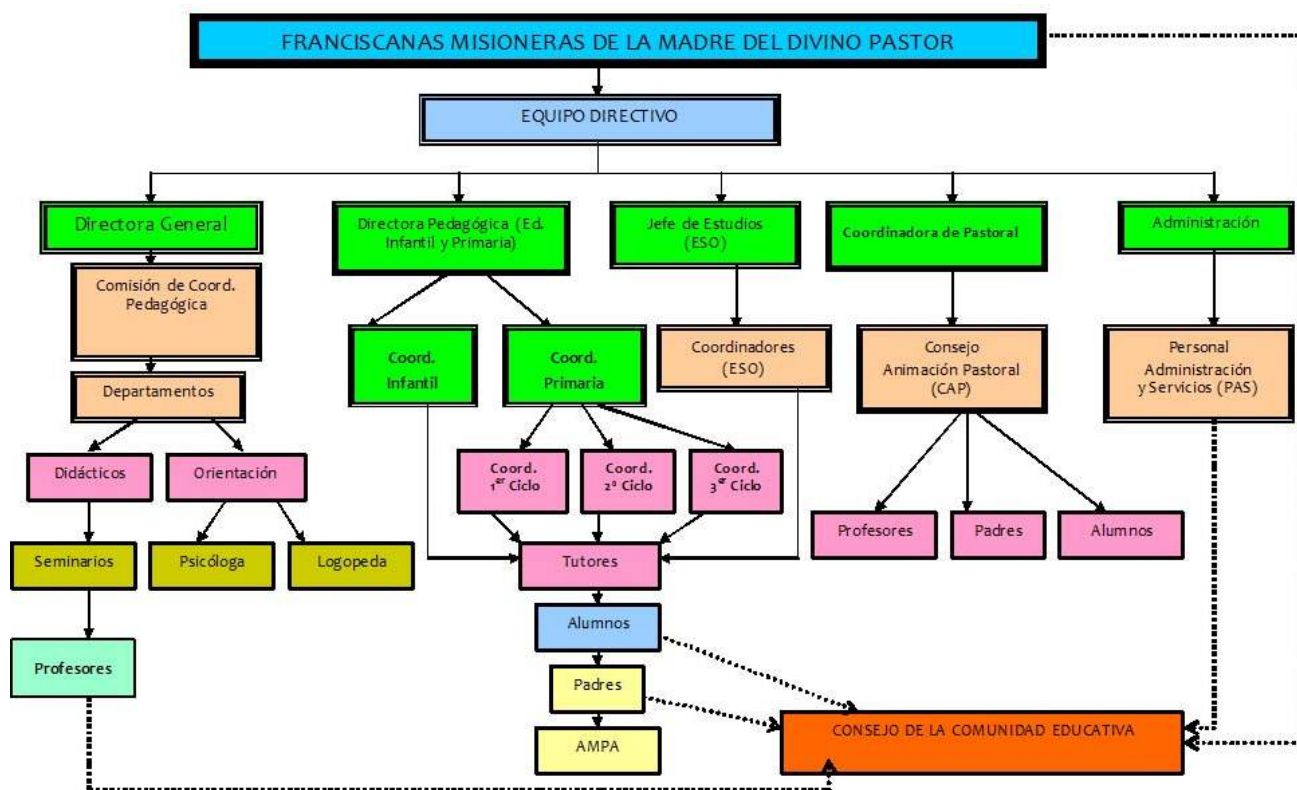 FRANCISCANAS MISIONERAS DE LA MADRE DEL DIVINO PASTOR
EQUIPO DIRECTIVO
Directora General
Directora Pedagógica (Ed.
Infantil y Primaria)
Jefe de Estudios
(ESO)
Coordinadora de Pastoral
Administración
Comisión de Coord.
Pedagógica
Coord.
Infantil
Coord.
Primaria
Coordinadores
(ESO)
Consejo
Animación Pastoral
(CAP)
Personal
Administración
y Servicios (PAS)
Departamentos
Didácticos
Orientación
Coord.
1er Ciclo
Coord.
2º Ciclo
Coord.
3er Ciclo
Profesores
Padres
Alumnos
Seminarios
Psicóloga
Logopeda
Tutores
Alumnos
Profesores
Padres
AMPA
CONSEJO DE LA COMUNIDAD EDUCATIVA